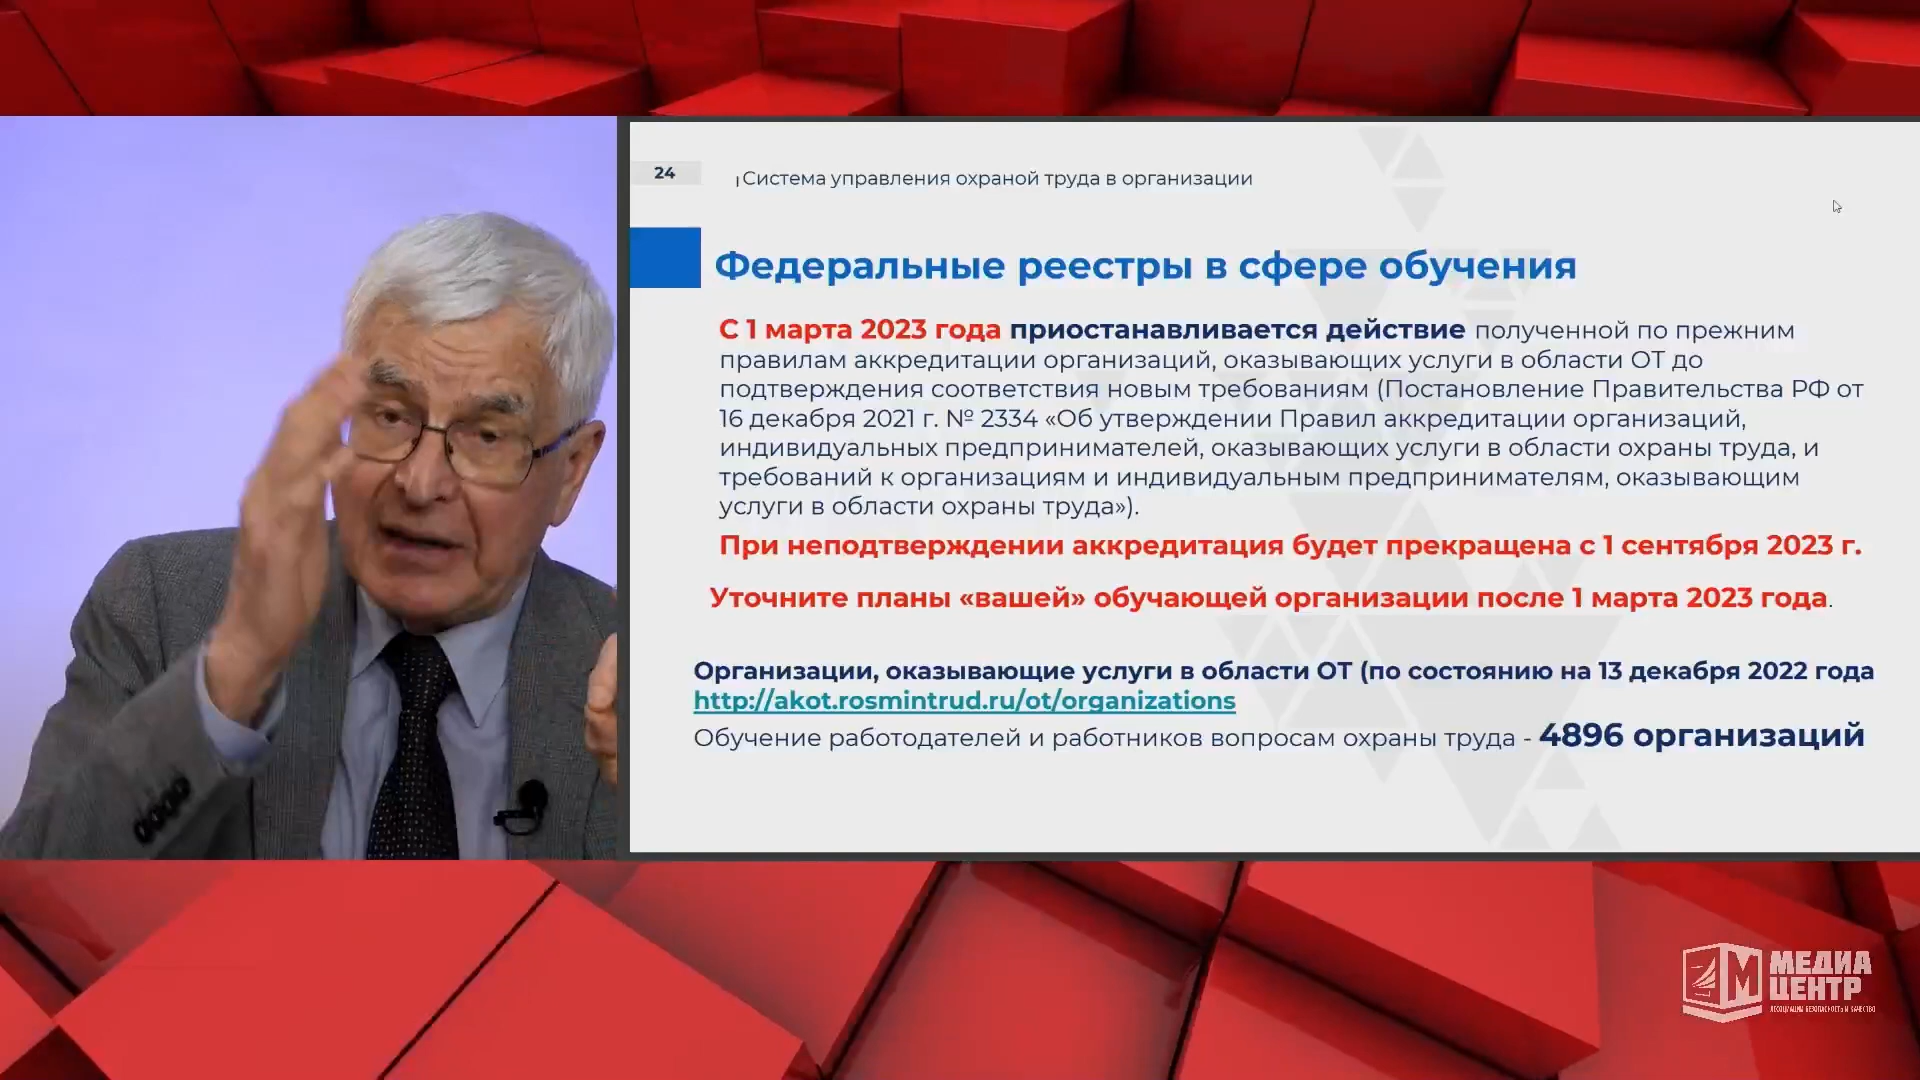 24
Система управления охраной труда в организации
Федеральные реестры в сфере обучения
С 1 марта 2023 года приостанавливается действие полученной по прежним
правилам аккредитации организаций, оказывающих услуги в области ОТ до
подтверждения соответствия новым требованиям (Постановление Правительства РФ от
16 декабря 2021 г. № 2334 «Об утверждении Правил аккредитации организаций,
индивидуальных предпринимателей, оказывающих услуги в области охраны труда, и
требований к организациям и индивидуальным предпринимателям, оказывающим
услуги в области охраны труда»).
При неподтверждении аккредитация будет прекращена с 1 сентября 2023 г.
Уточните планы «вашей» обучающей организации после 1 марта 2023 года.
Организации, оказывающие услуги в области ОТ (по состоянию на 13 декабря 2022 года
http://akot.rosmintrud.ru/ot/organizations
Обучение работодателей и работников вопросам охраны труда - 4896 организаций
МЕДИА
ЦЕНТР
АССОЦИАЦИИ БЕЗОПАСНОСТЬ И КАЧЕСТВО